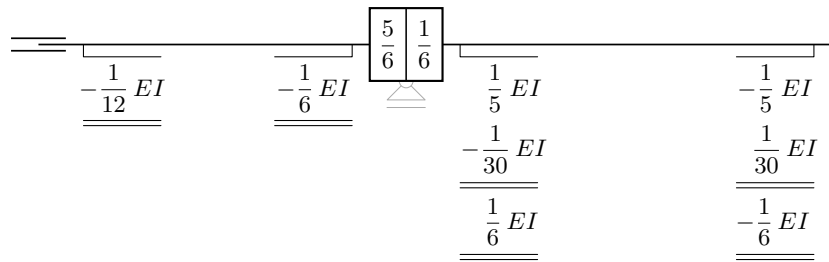 5/6 1/6
-1/12 EI -1/6 EI 1/5 EI -1/5 EI
-1/30 EI 1/30 EI
1/6 EI -1/6 EI